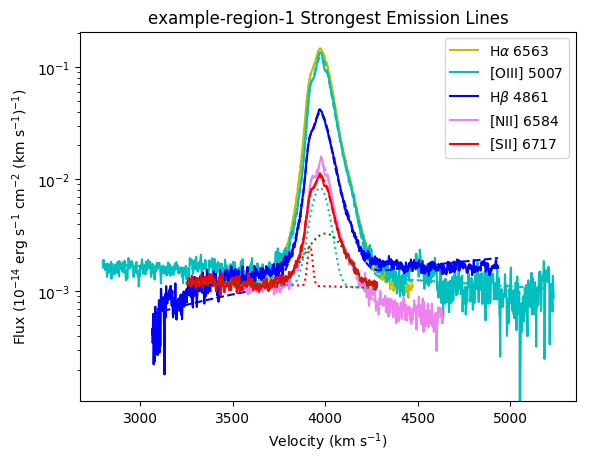 example-region-1 Strongest Emission Lines
Hα 6563
[OIII] 5007
Hβ 4861
[NII] 6584
[SII] 6717
Flux (10⁻¹⁴ erg s⁻¹ cm⁻² (km s⁻¹)⁻¹)
10⁻¹
10⁻²
10⁻³
3000 3500 4000 4500 5000
Velocity (km s⁻¹)